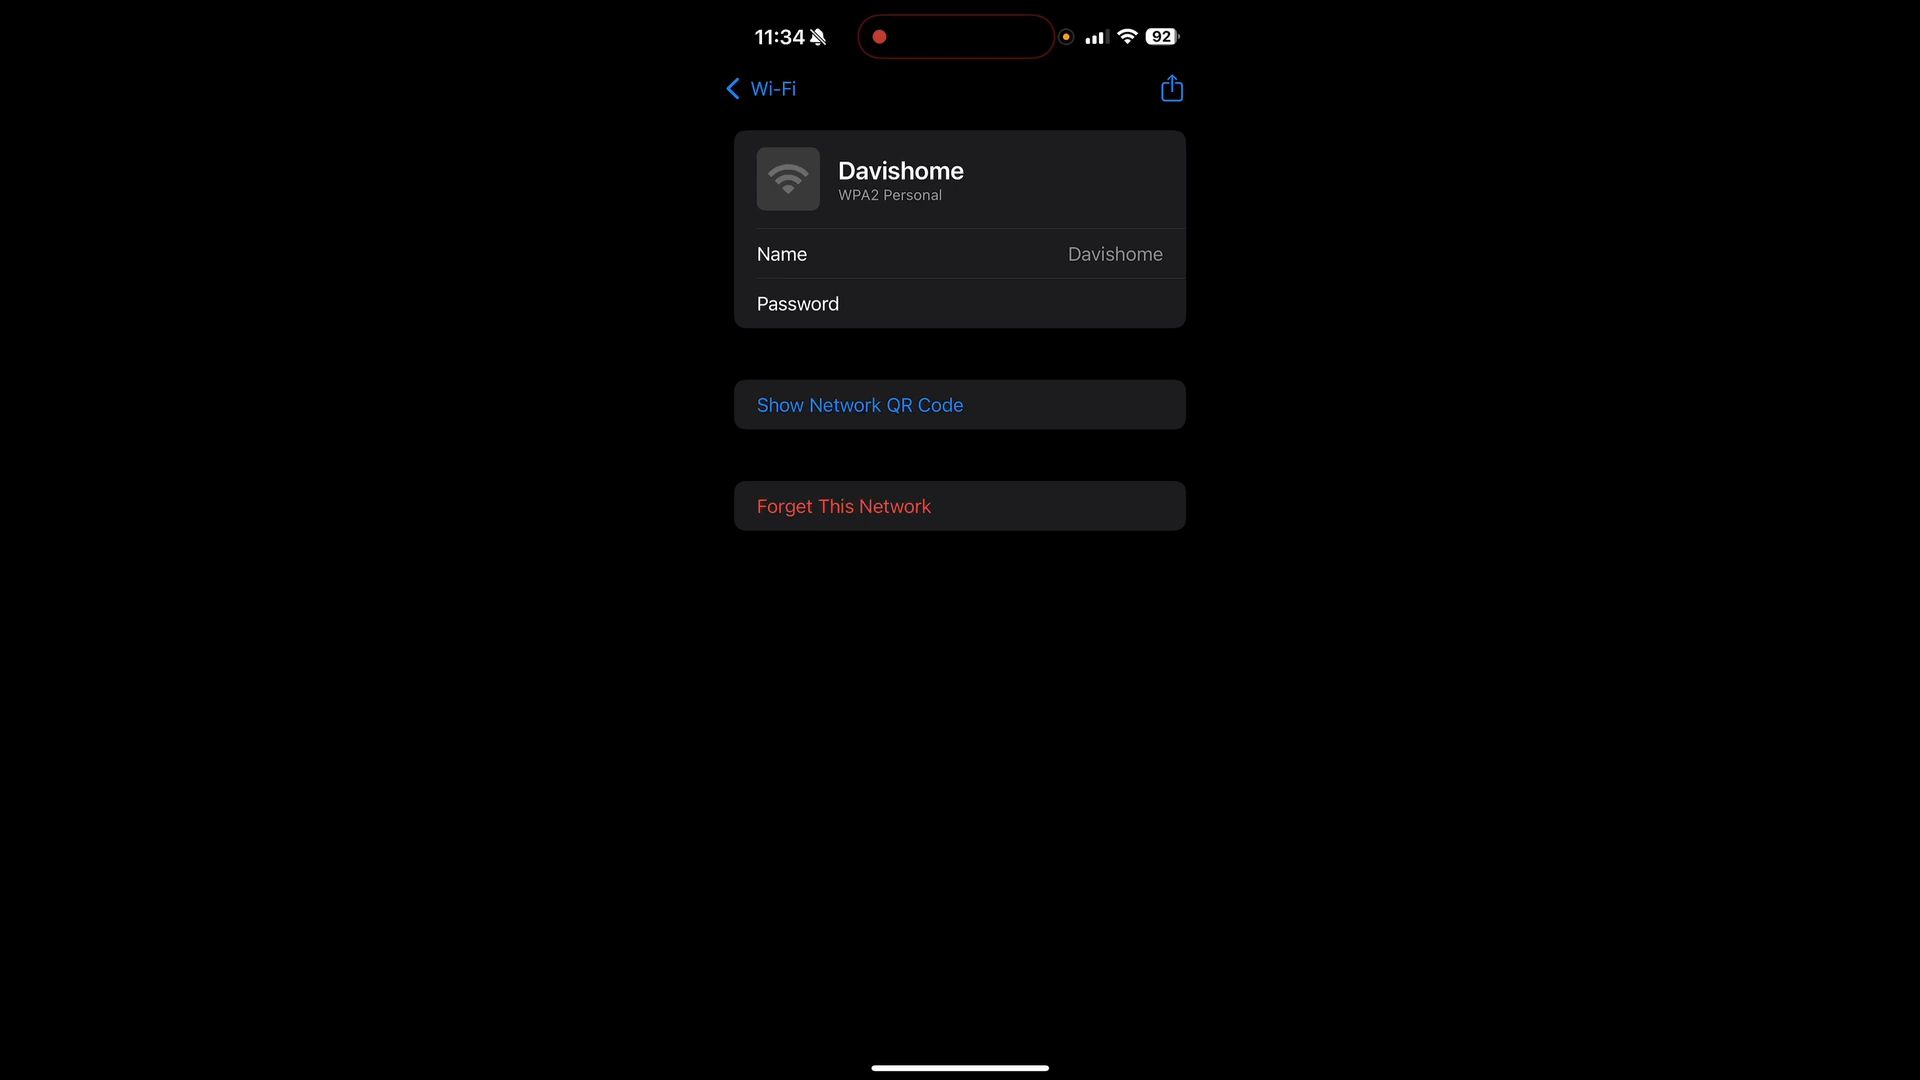 11:34
92
Wi-Fi
Davishome
WPA2 Personal
Name Davishome
Password
Show Network QR Code
Forget This Network